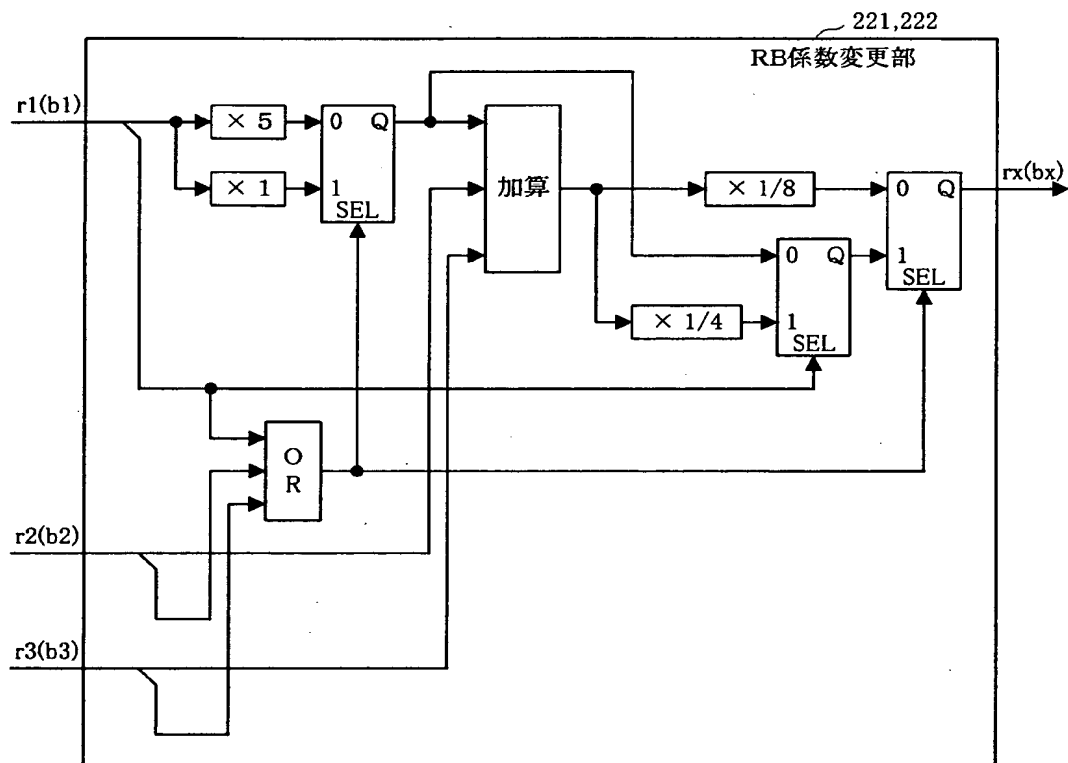 221,222
RB係数変更部
r1(b1)
× 5
0 Q
× 1
1
SEL
加算
× 1/8
0 Q
rx(bx)
1
SEL
0 Q
× 1/4
1
SEL
O
R
r2(b2)
r3(b3)